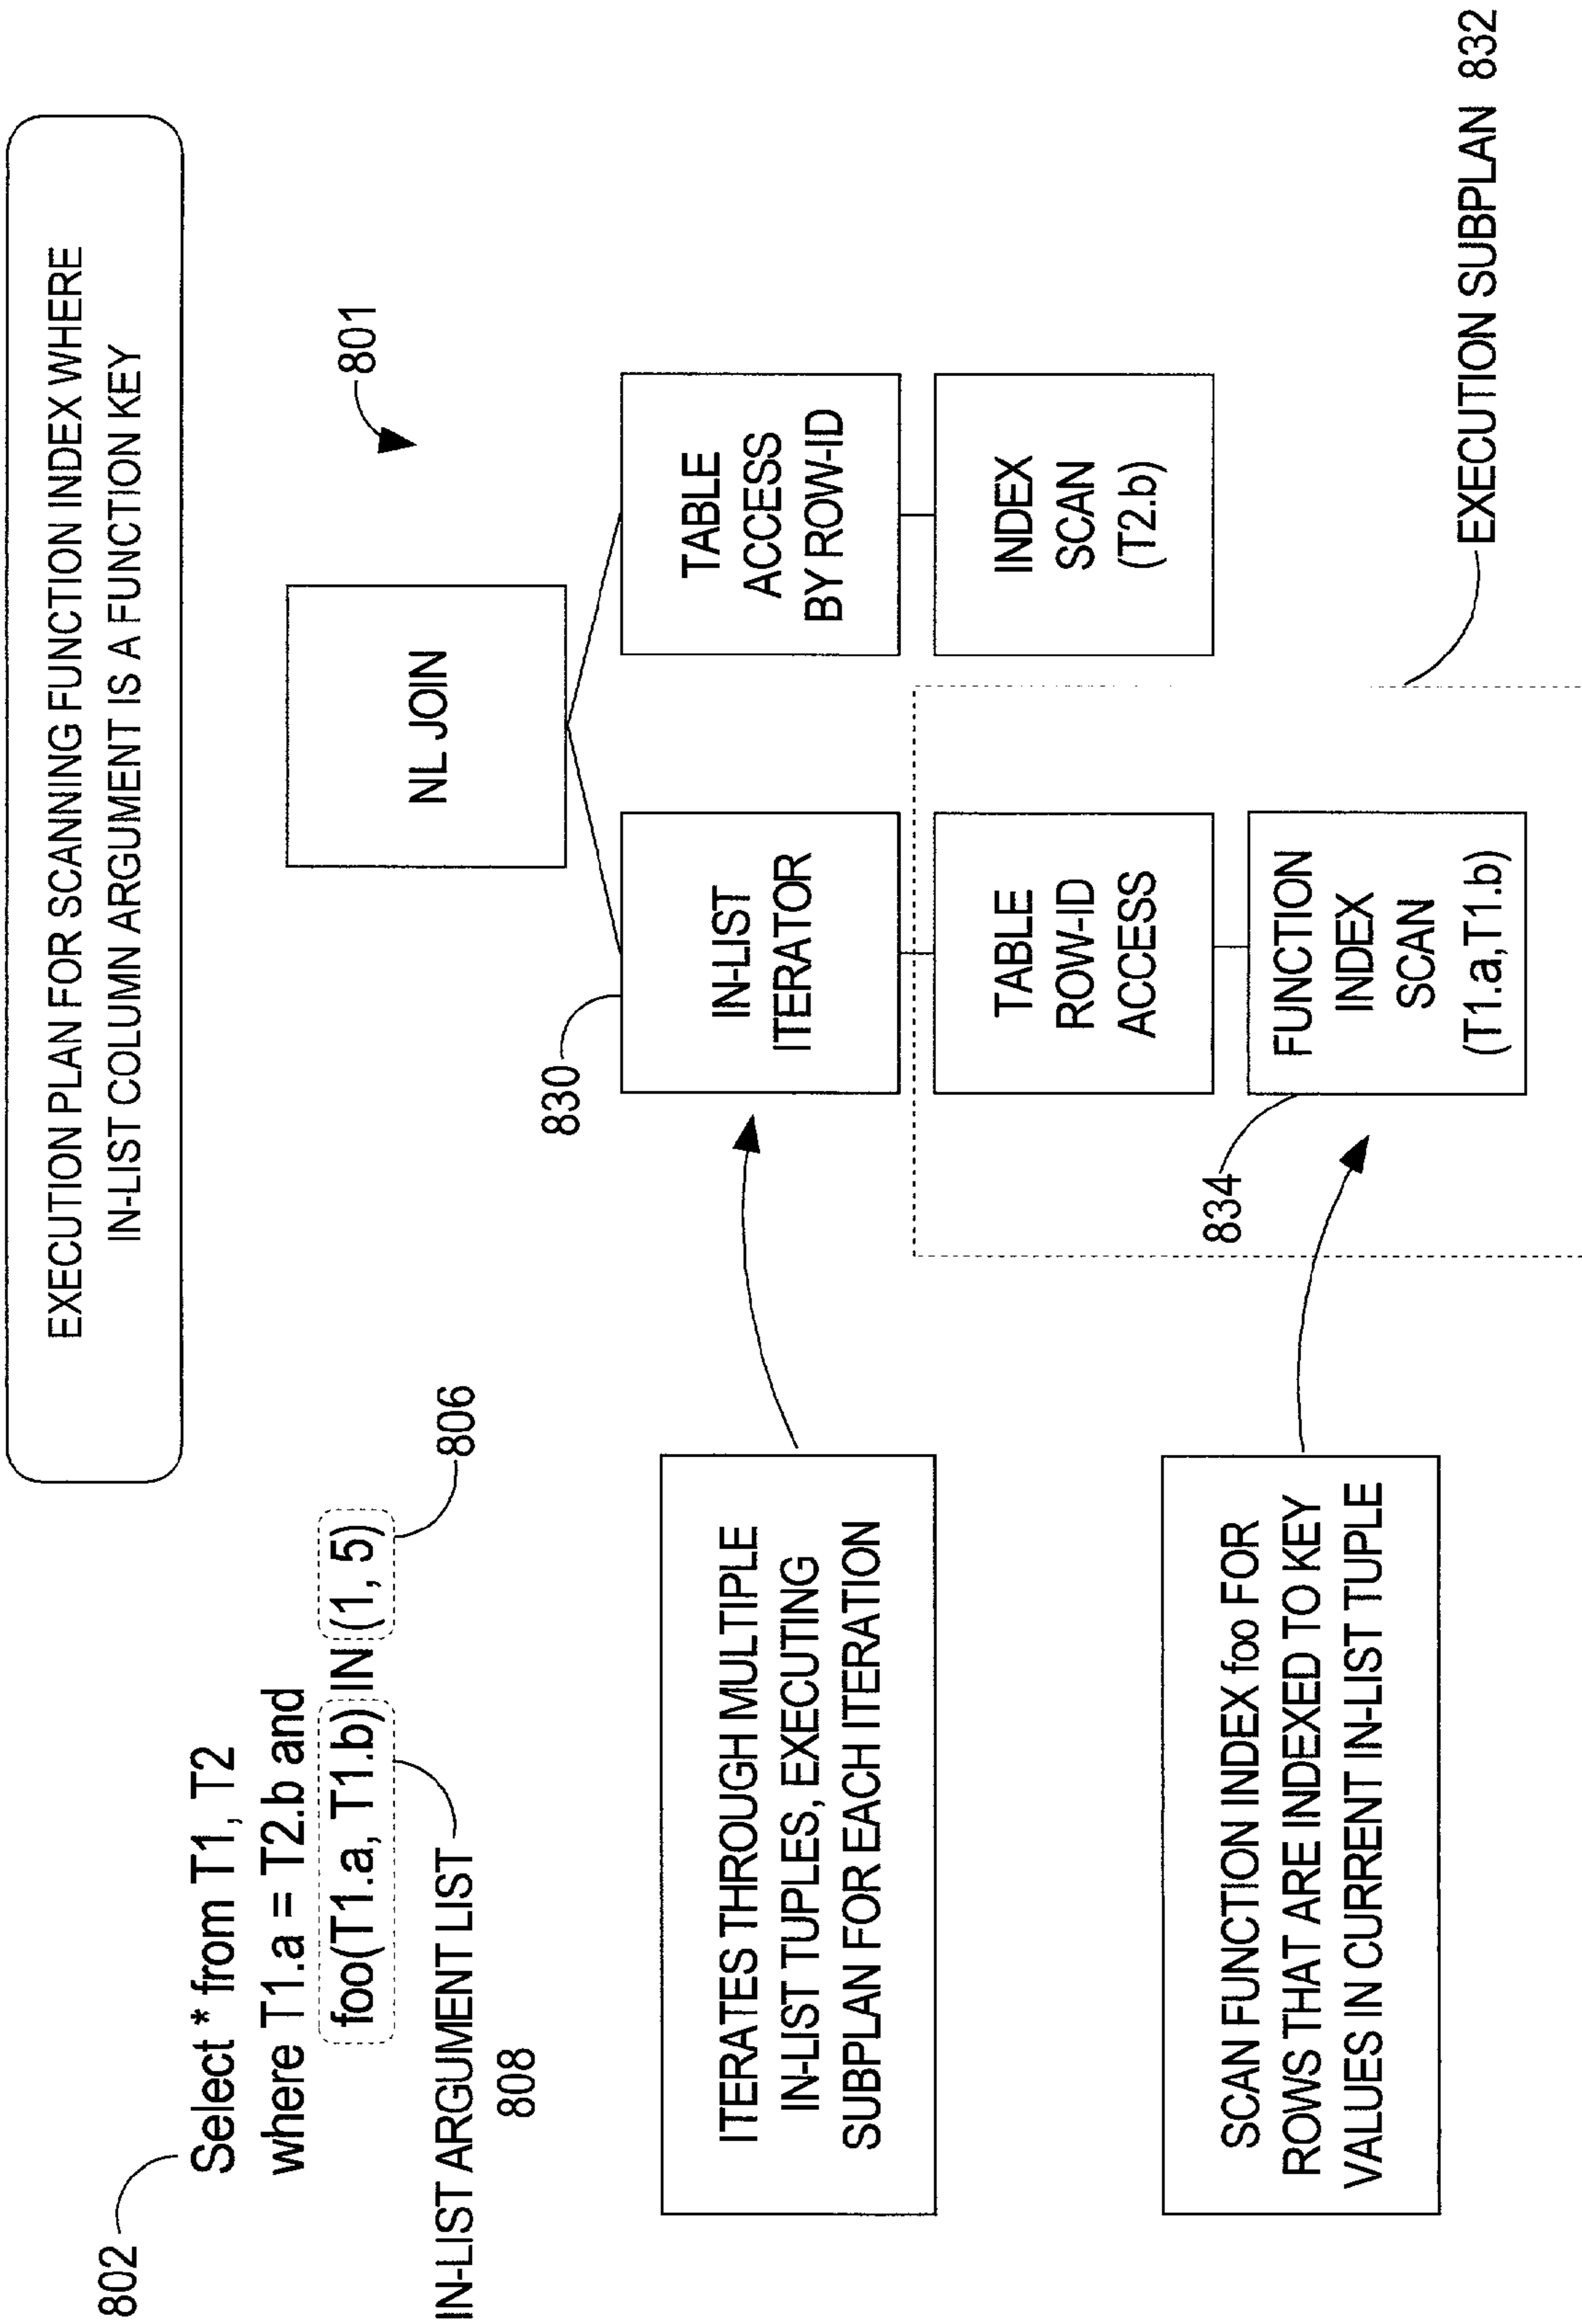 EXECUTION PLAN FOR SCANNING FUNCTION INDEX WHERE
IN-LIST COLUMN ARGUMENT IS A FUNCTION KEY
802
Select * from T1, T2
where T1.a = T2.b and
foo(T1.a, T1.b) IN (1, 5)
806
IN-LIST ARGUMENT LIST
808
801
NL JOIN
830
IN-LIST
ITERATOR
TABLE
ACCESS
BY ROW-ID
ITERATES THROUGH MULTIPLE
IN-LIST TUPLES, EXECUTING
SUBPLAN FOR EACH ITERATION
TABLE
ROW-ID
ACCESS
INDEX
SCAN
(T2.b)
834
FUNCTION
INDEX
SCAN
(T1.a,T1.b)
SCAN FUNCTION INDEX foo FOR
ROWS THAT ARE INDEXED TO KEY
VALUES IN CURRENT IN-LIST TUPLE
EXECUTION SUBPLAN 832